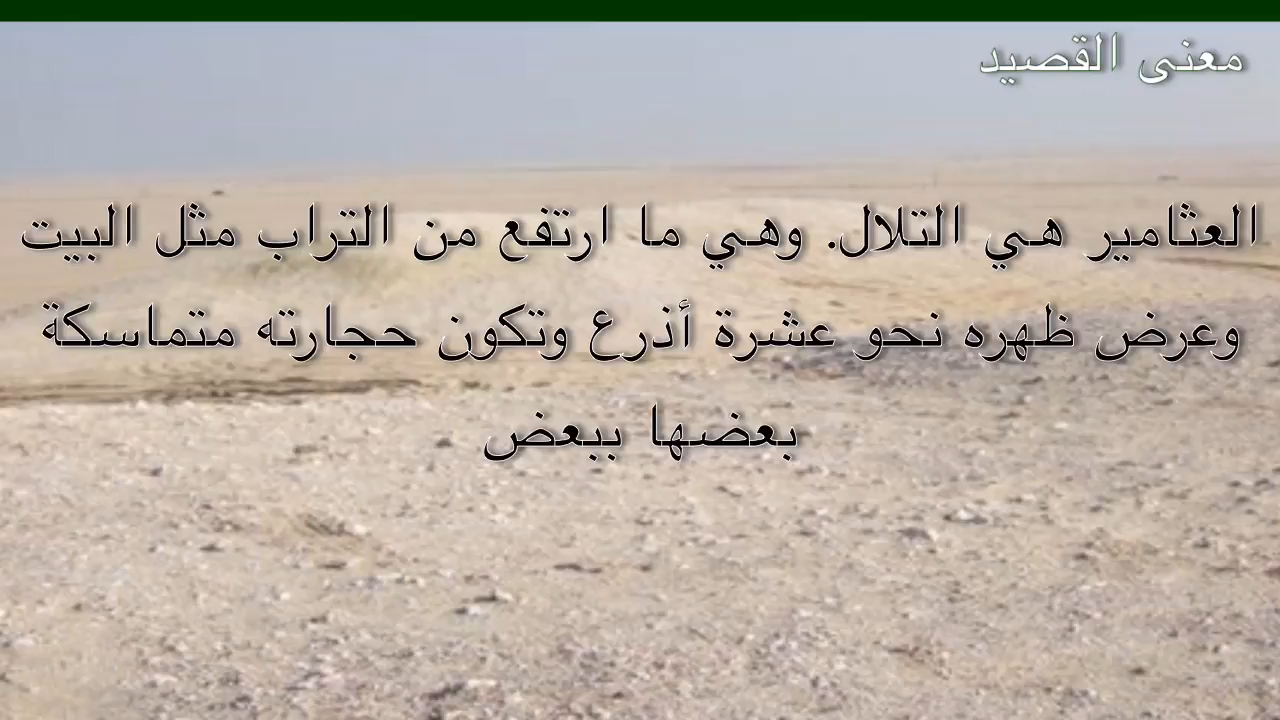 معنى القصيد
العثامير هي التلال. وهي ما ارتفع من التراب مثل البيت
وعرض ظهره نحو عشرة أذرع وتكون حجارته متماسكة
بعضها ببعض